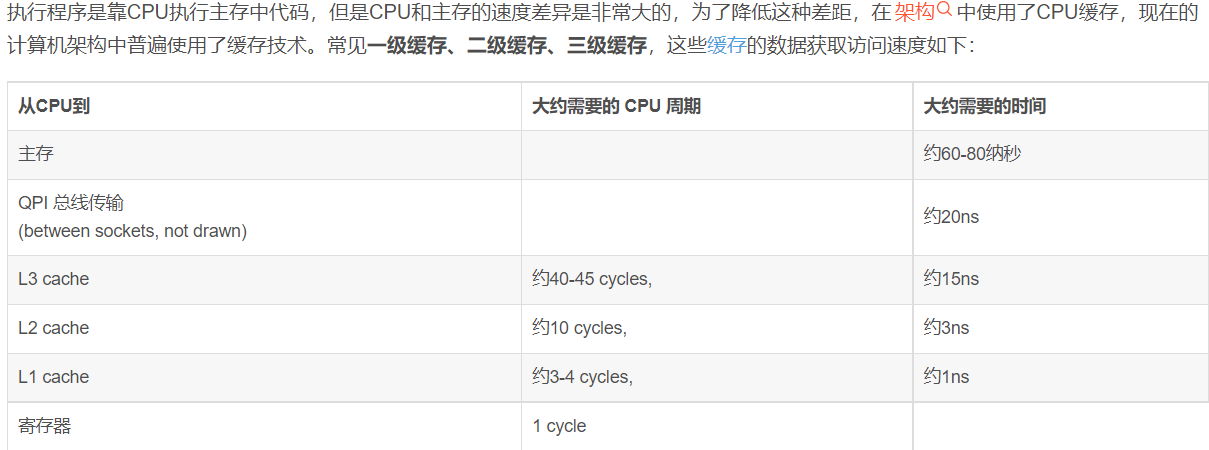 执行程序是靠CPU执行主存中代码，但是CPU和主存的速度差异是非常大的，为了降低这种差距，在架构中使用了CPU缓存，现在的
计算机架构中普遍使用了缓存技术。常见一级缓存、二级缓存、三级缓存，这些缓存的数据获取访问速度如下：
从CPU到 大约需要的 CPU 周期 大约需要的时间
主存 约60-80纳秒
QPI 总线传输
(between sockets, not drawn) 约20ns
L3 cache 约40-45 cycles, 约15ns
L2 cache 约10 cycles, 约3ns
L1 cache 约3-4 cycles, 约1ns
寄存器 1 cycle